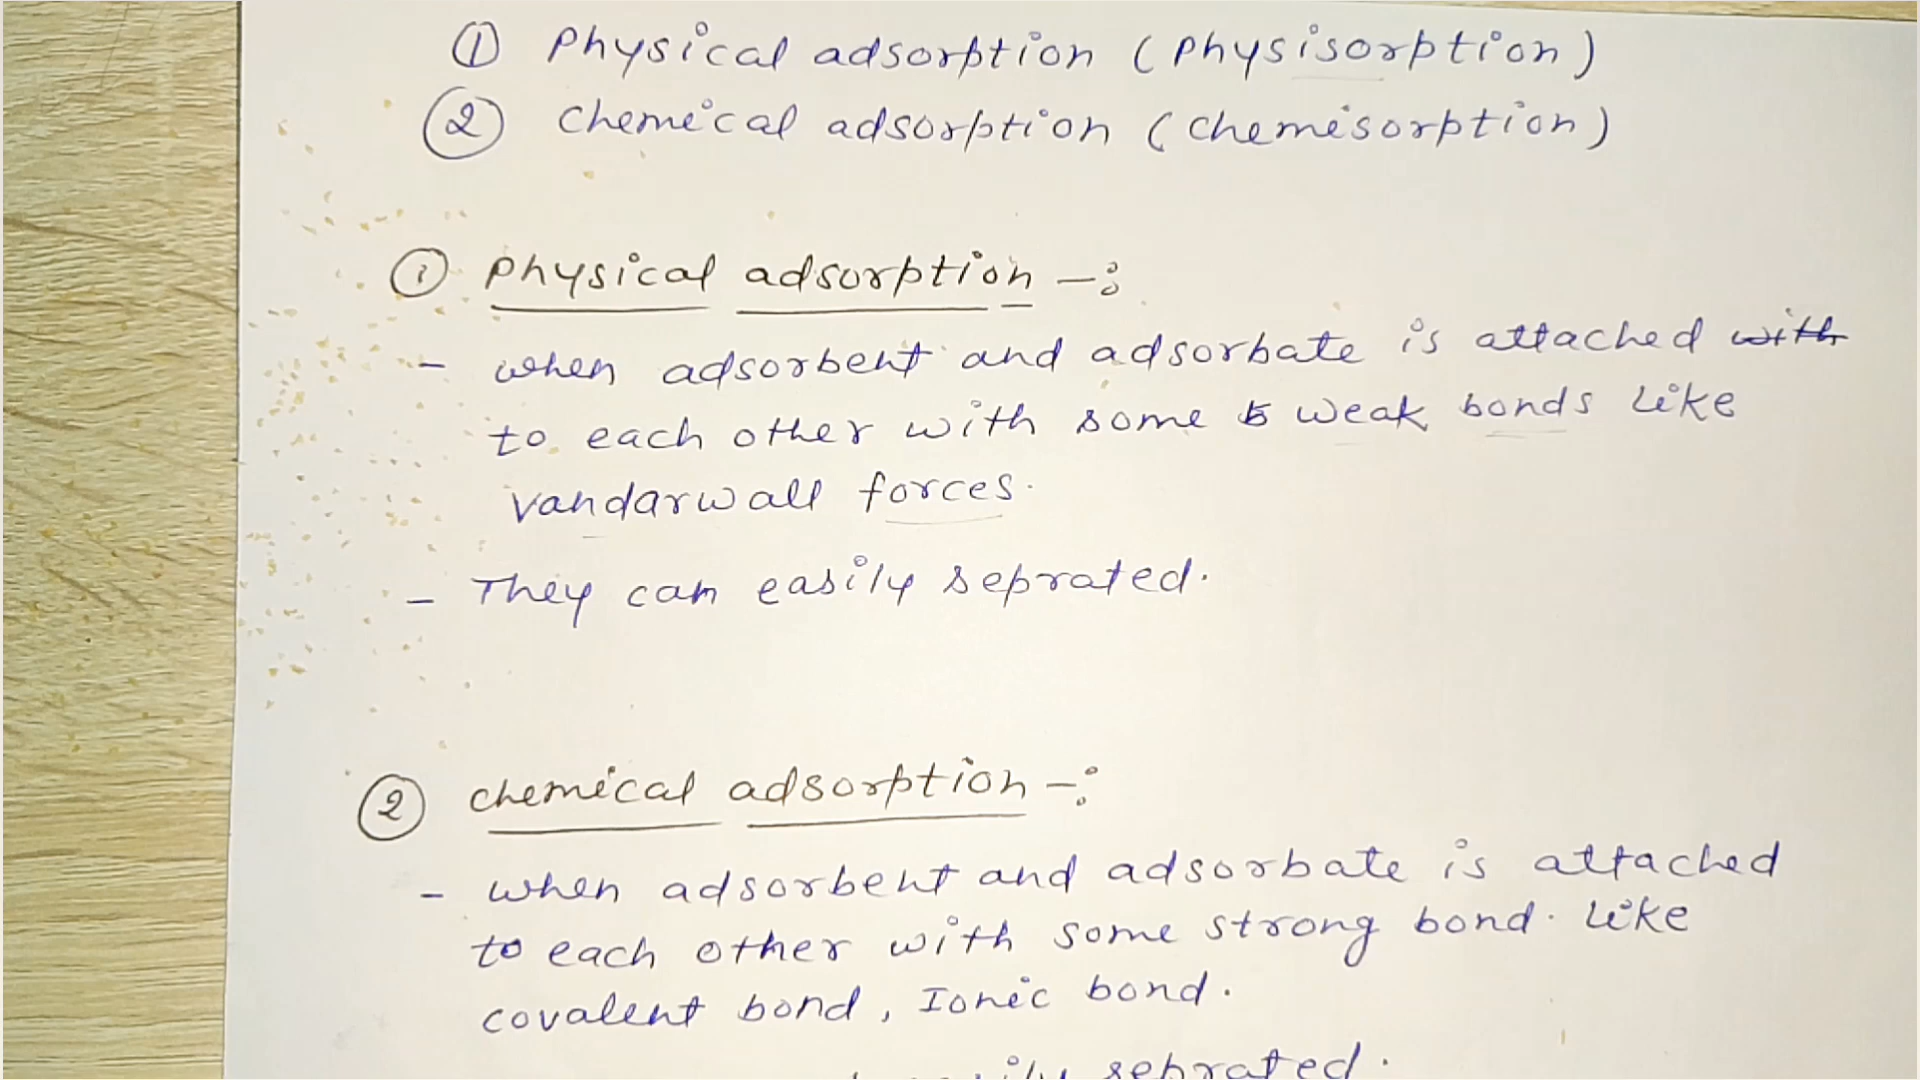 ① Physical adsorption (Physisorption)
② Chemical adsorption (Chemisorption)
① Physical adsorption -:
- when adsorbent and adsorbate is attached with
to each other with some b weak bonds like
vandarwall forces.
- They can easily seprated.
② chemical adsorption -:
- when adsorbent and adsorbate is attached
to each other with some strong bond. like
covalent bond, Ionic bond.
seprated.